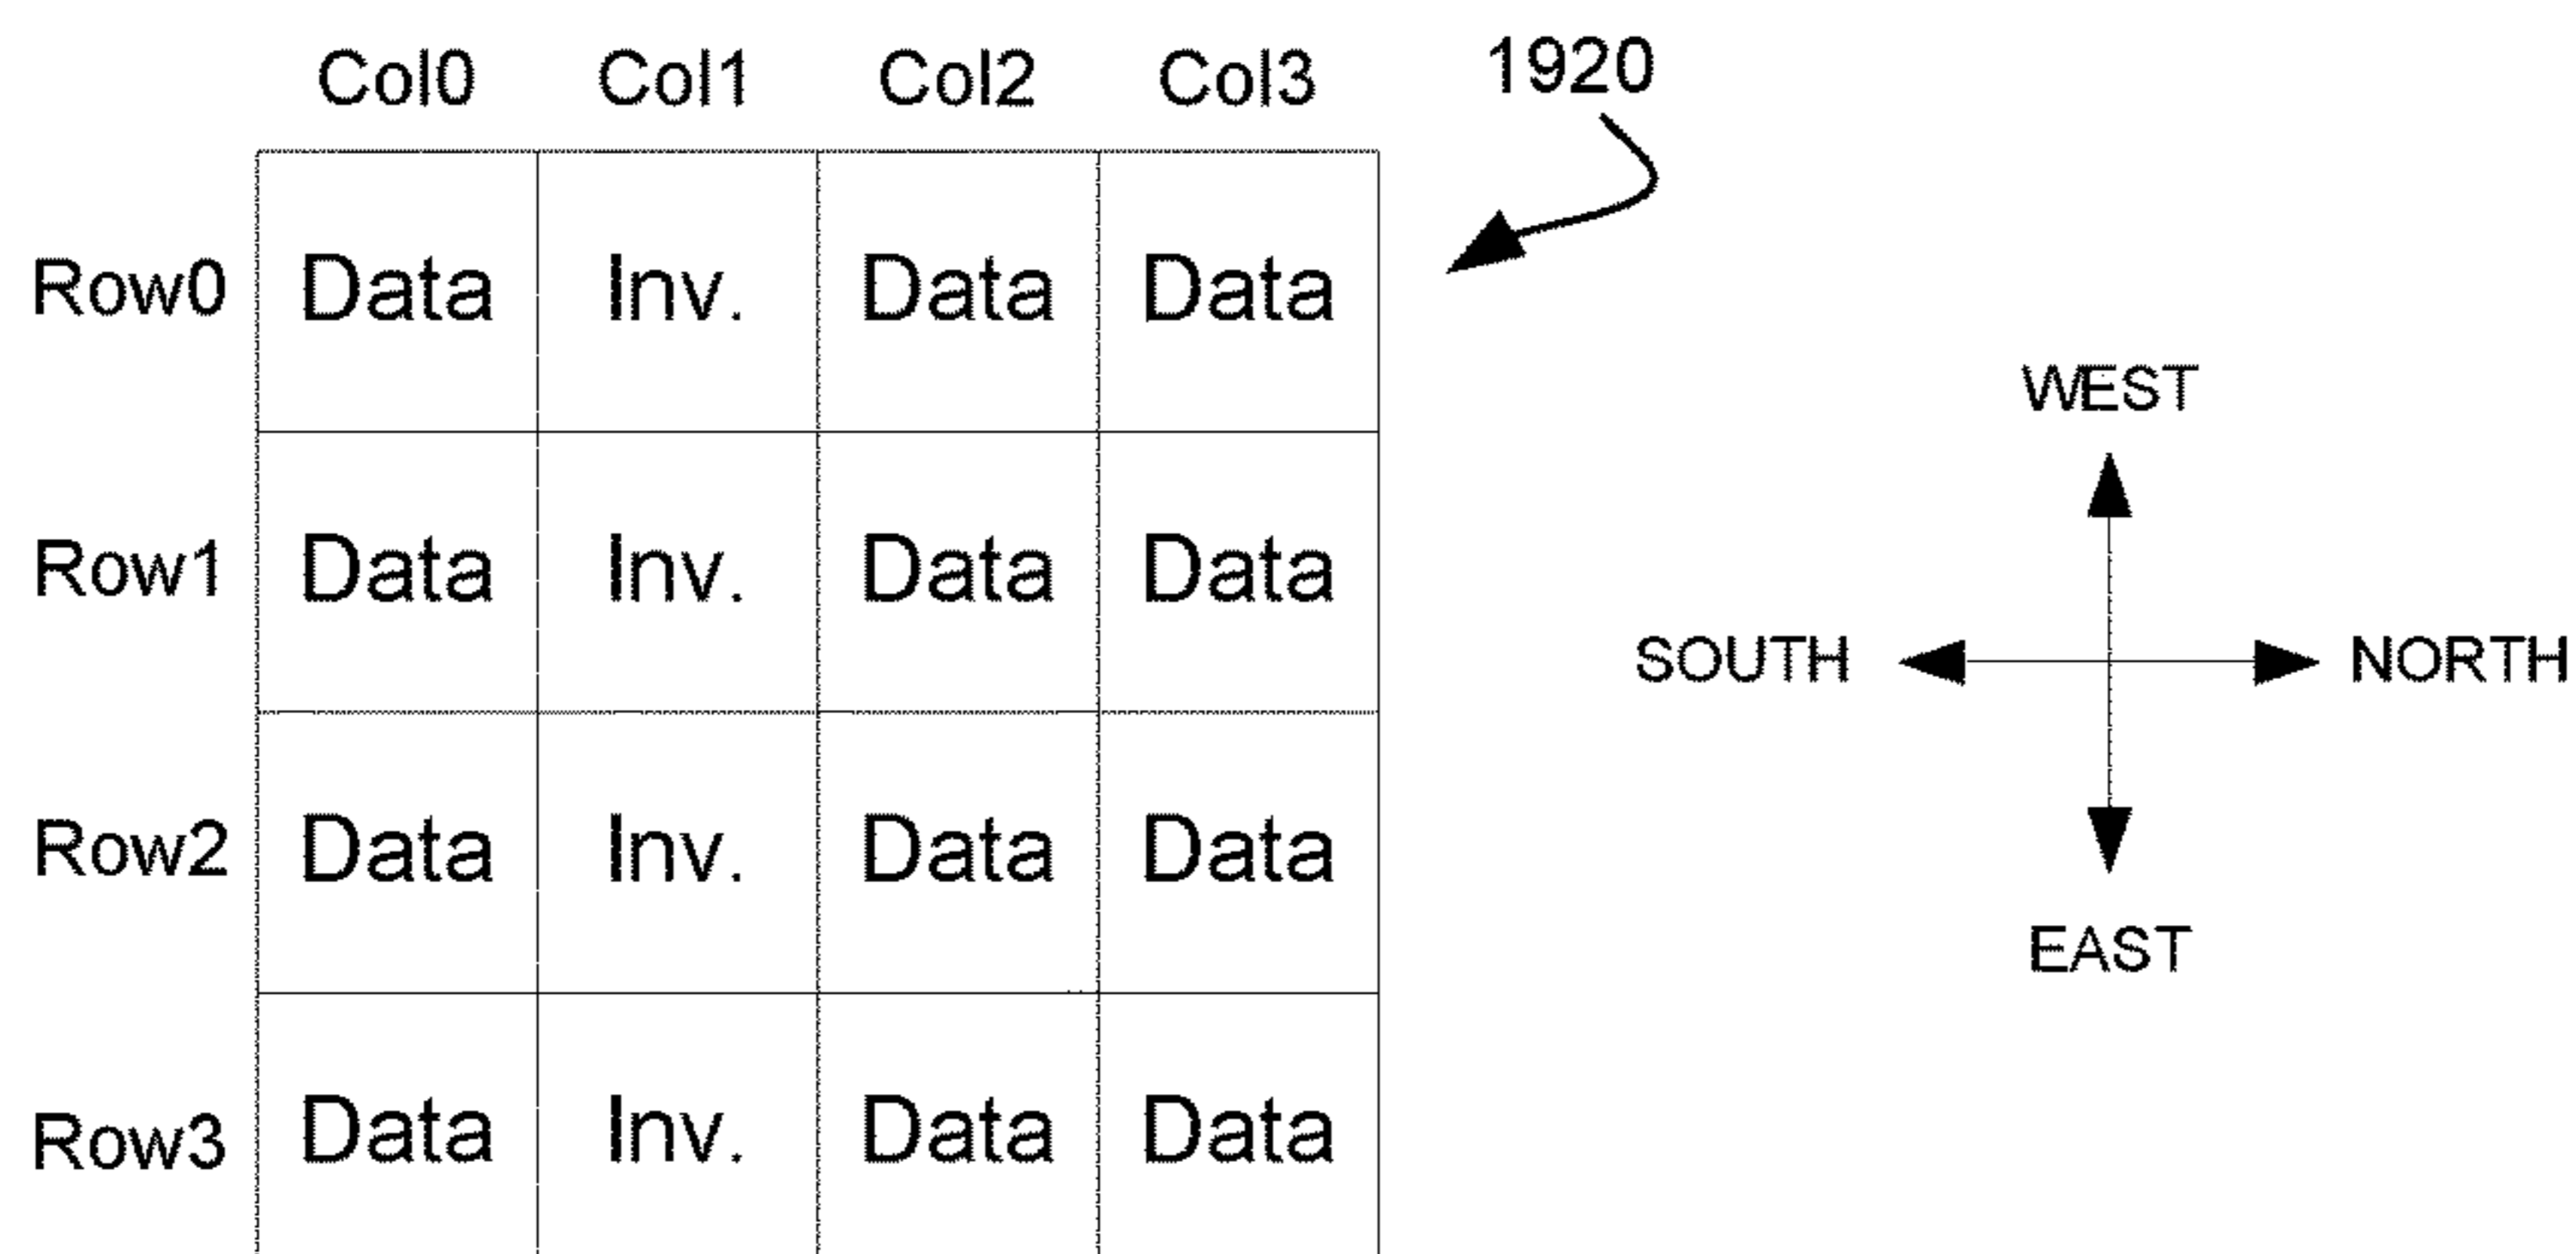 Col0 Col1 Col2 Col3 1920
Row0 Data Inv. Data Data
WEST
Row1 Data Inv. Data Data
SOUTH NORTH
Row2 Data Inv. Data Data
EAST
Row3 Data Inv. Data Data